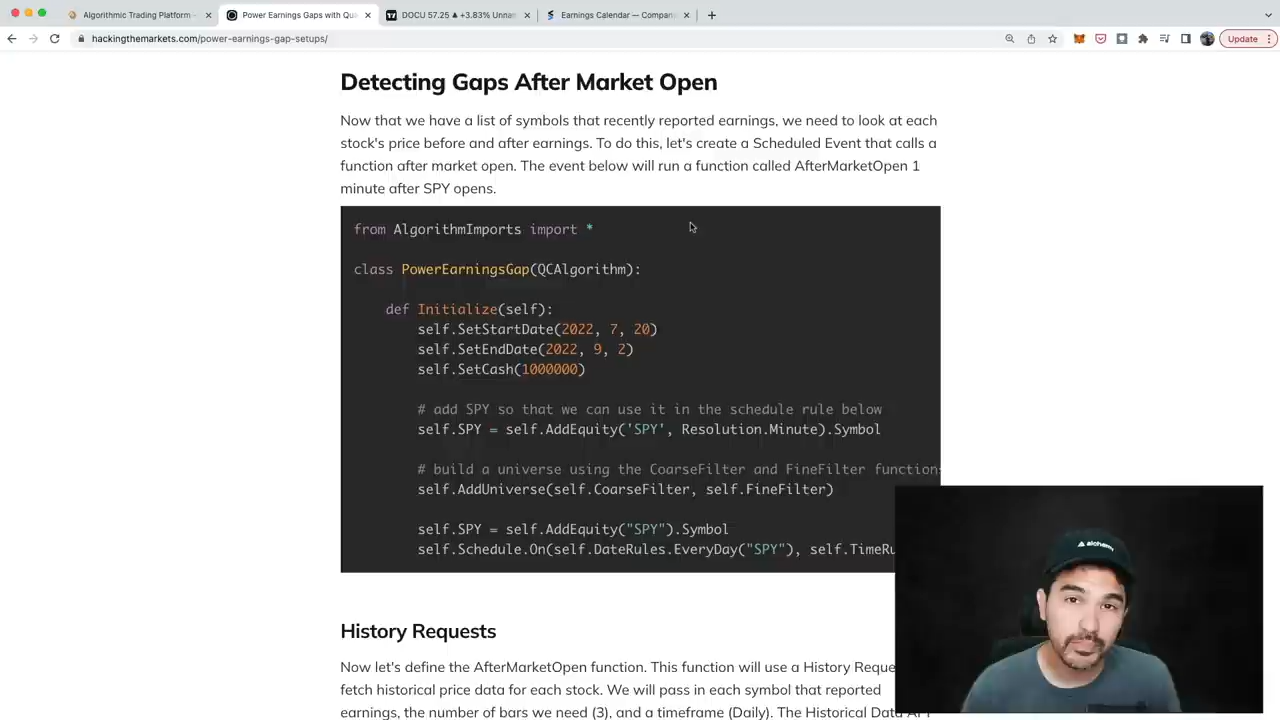 Algorithmic Trading Platform -
Power Earnings Gaps with Qua
DOCU 57.25 ▲ +3.83% Unnam
Earnings Calendar — Compani
hackingthemarkets.com/power-earnings-gap-setups/
Update
Detecting Gaps After Market Open
Now that we have a list of symbols that recently reported earnings, we need to look at each
stock's price before and after earnings. To do this, let's create a Scheduled Event that calls a
function after market open. The event below will run a function called AfterMarketOpen 1
minute after SPY opens.
from AlgorithmImports import *
class PowerEarningsGap(QCAlgorithm):
def Initialize(self):
self.SetStartDate(2022, 7, 20)
self.SetEndDate(2022, 9, 2)
self.SetCash(1000000)
# add SPY so that we can use it in the schedule rule below
self.SPY = self.AddEquity('SPY', Resolution.Minute).Symbol
# build a universe using the CoarseFilter and FineFilter function
self.AddUniverse(self.CoarseFilter, self.FineFilter)
self.SPY = self.AddEquity("SPY").Symbol
self.Schedule.On(self.DateRules.EveryDay("SPY"), self.TimeRu
History Requests
Now let's define the AfterMarketOpen function. This function will use a History Reque
fetch historical price data for each stock. We will pass in each symbol that reported
earnings, the number of bars we need (3), and a timeframe (Daily). The Historical Data API